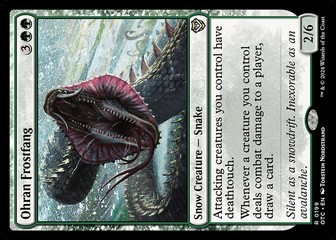 Ohran Frostfang
3
Snow Creature — Snake
Attacking creatures you control have
deathtouch.
Whenever a creature you control
deals combat damage to a player,
draw a card.
Silent as a snowdrift. Inexorable as an
avalanche.
2/6
R 0199
OTC • EN Torstein Nordstrand
™ & © 2024 Wizards of the Coast